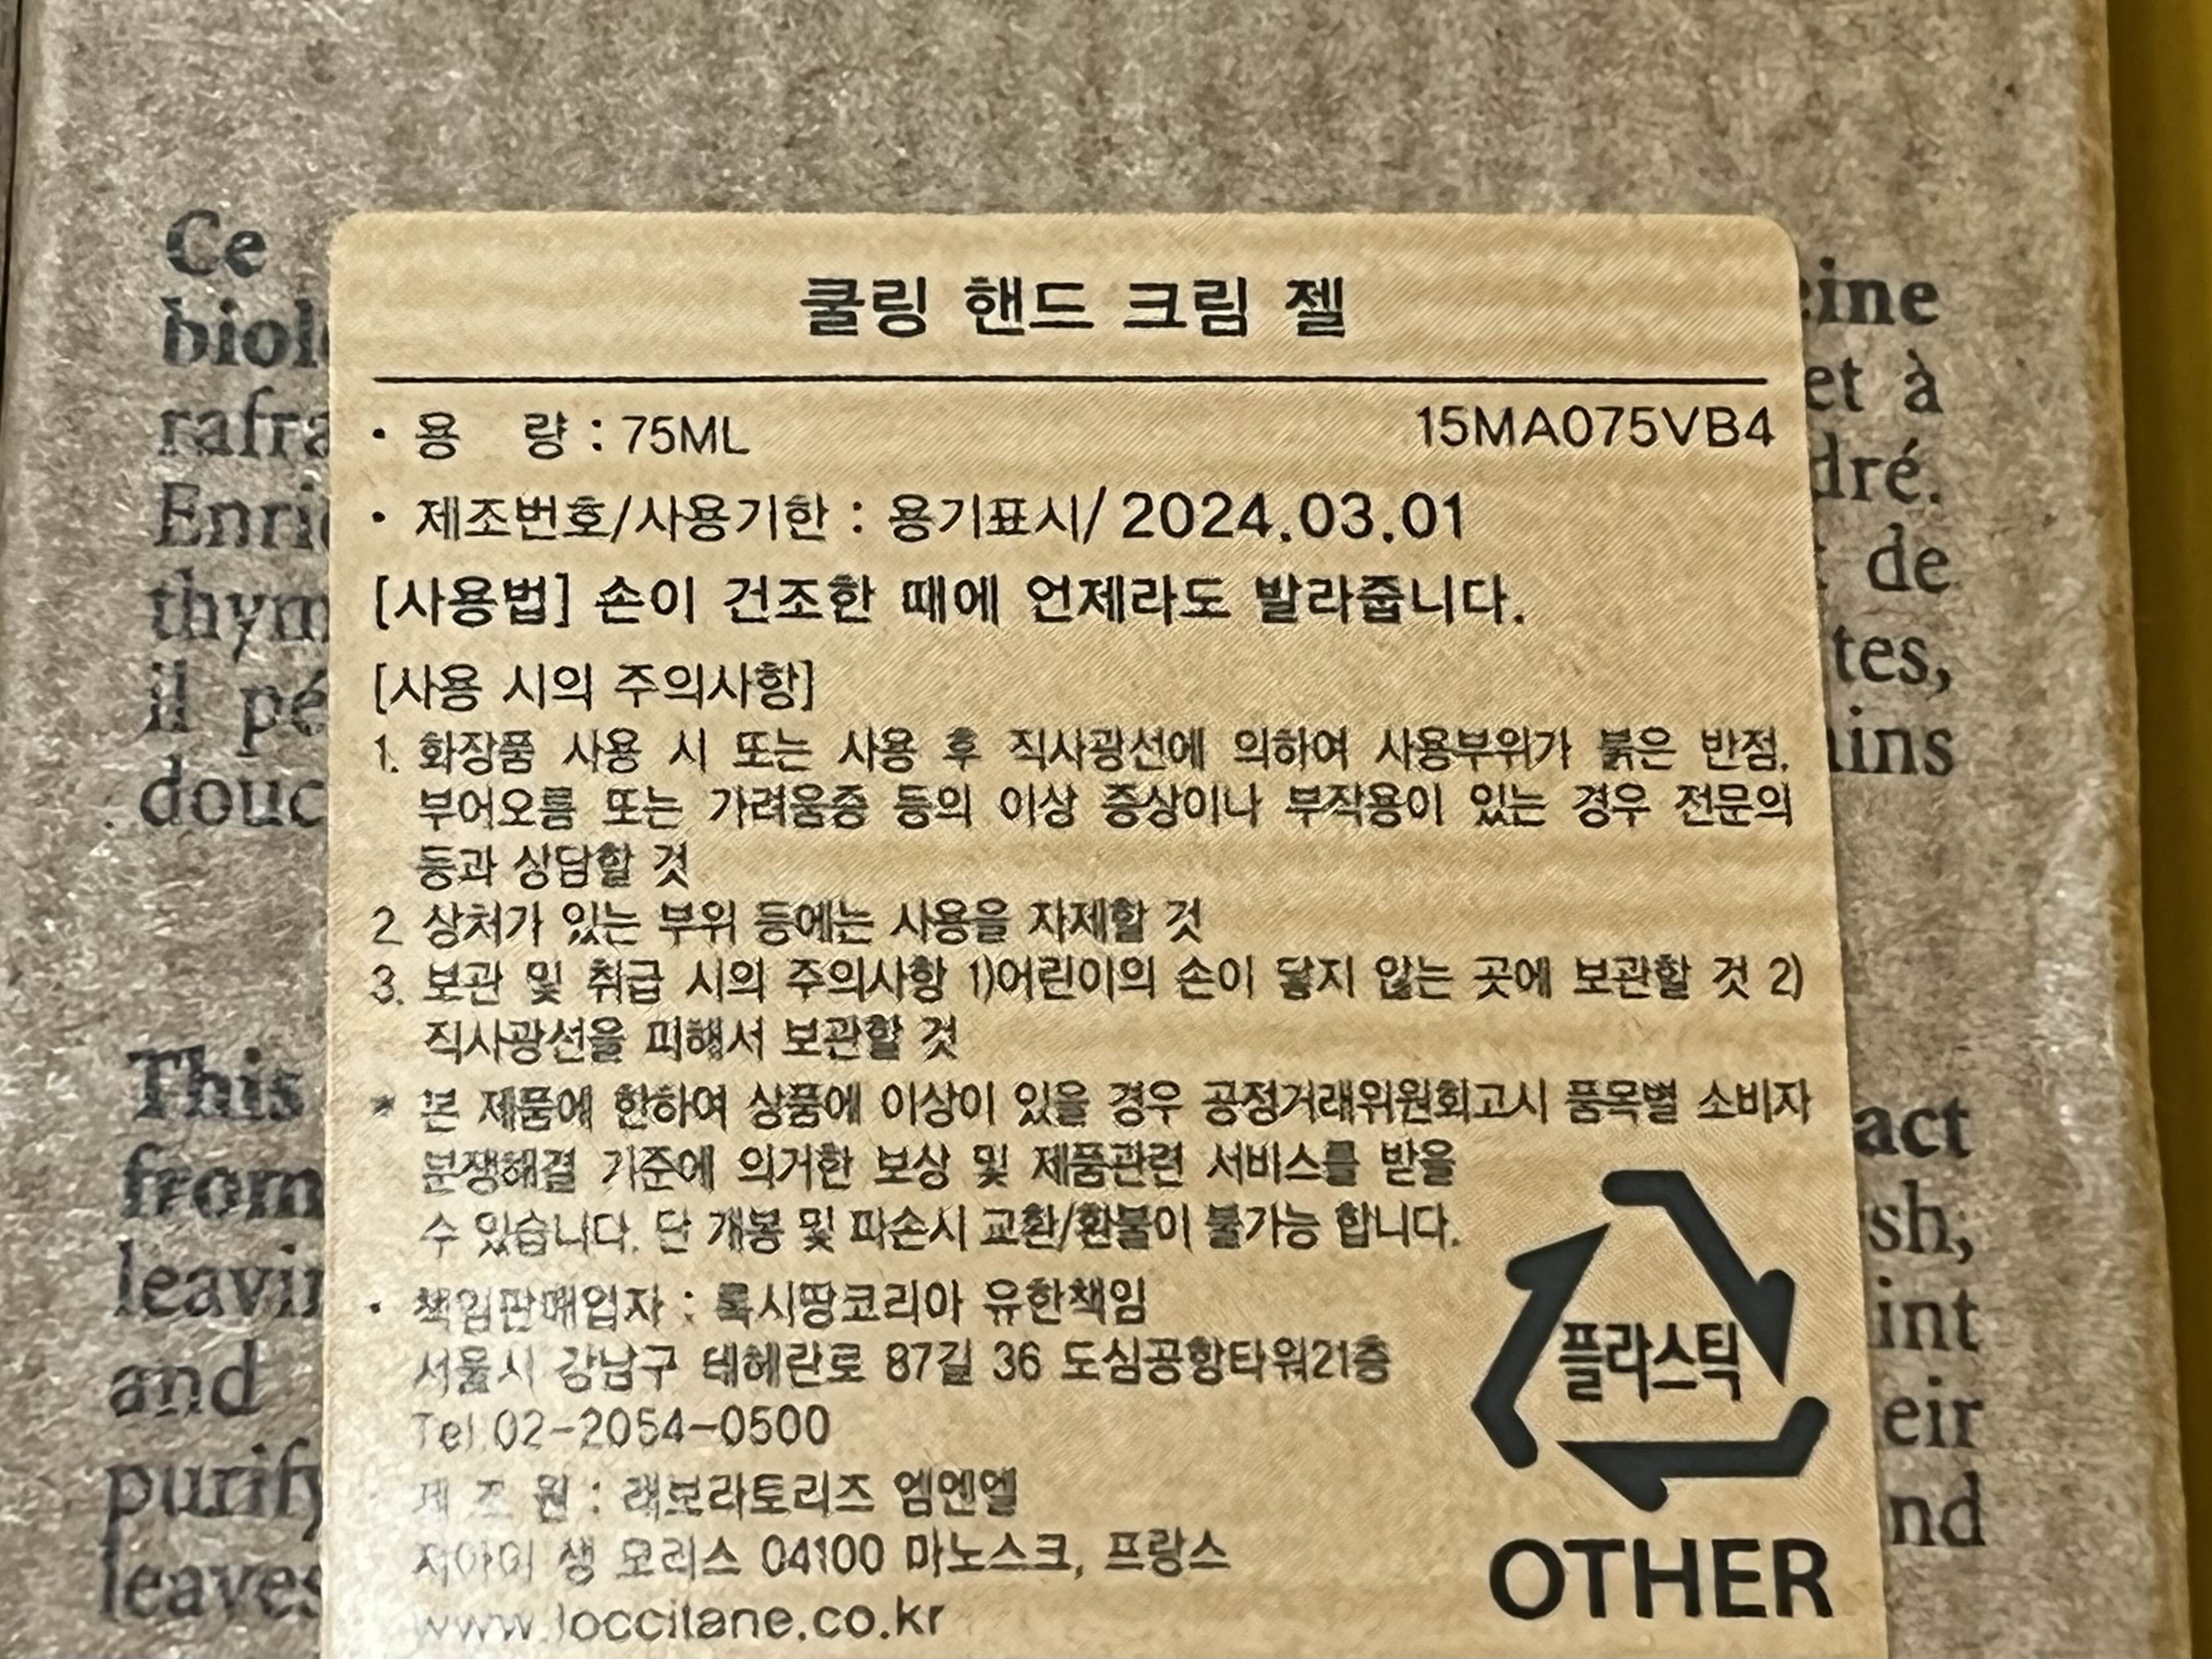 쿨링 핸드 크림 젤
· 용 량 : 75ML 15MA075VB4
· 제조번호/사용기한 : 용기표시/ 2024.03.01
[사용법] 손이 건조한 때에 언제라도 발라줍니다.
[사용 시의 주의사항]
1. 화장품 사용 시 또는 사용 후 직사광선에 의하여 사용부위가 붉은 반점,
부어오름 또는 가려움증 등의 이상 증상이나 부작용이 있는 경우 전문의
등과 상담할 것
2. 상처가 있는 부위 등에는 사용을 자제할 것
3. 보관 및 취급 시의 주의사항 1)어린이의 손이 닿지 않는 곳에 보관할 것 2)
직사광선을 피해서 보관할 것
* 본 제품에 한하여 상품에 이상이 있을 경우 공정거래위원회고시 품목별 소비자
분쟁해결 기준에 의거한 보상 및 제품관련 서비스를 받을
수 있습니다. 단 개봉 및 파손시 교환/환불이 불가능 합니다.
· 책임판매업자 : 록시땅코리아 유한책임
서울시 강남구 테헤란로 87길 36 도심공항타워21층
Tel.02-2054-0500
제 조 원 : 래보라토리즈 엠엔엘
지아이 생 모리스 04100 마노스크, 프랑스
www.loccitane.co.kr
플라스틱
OTHER
Ce
rafra
il
This
from
and
eine
et à
de